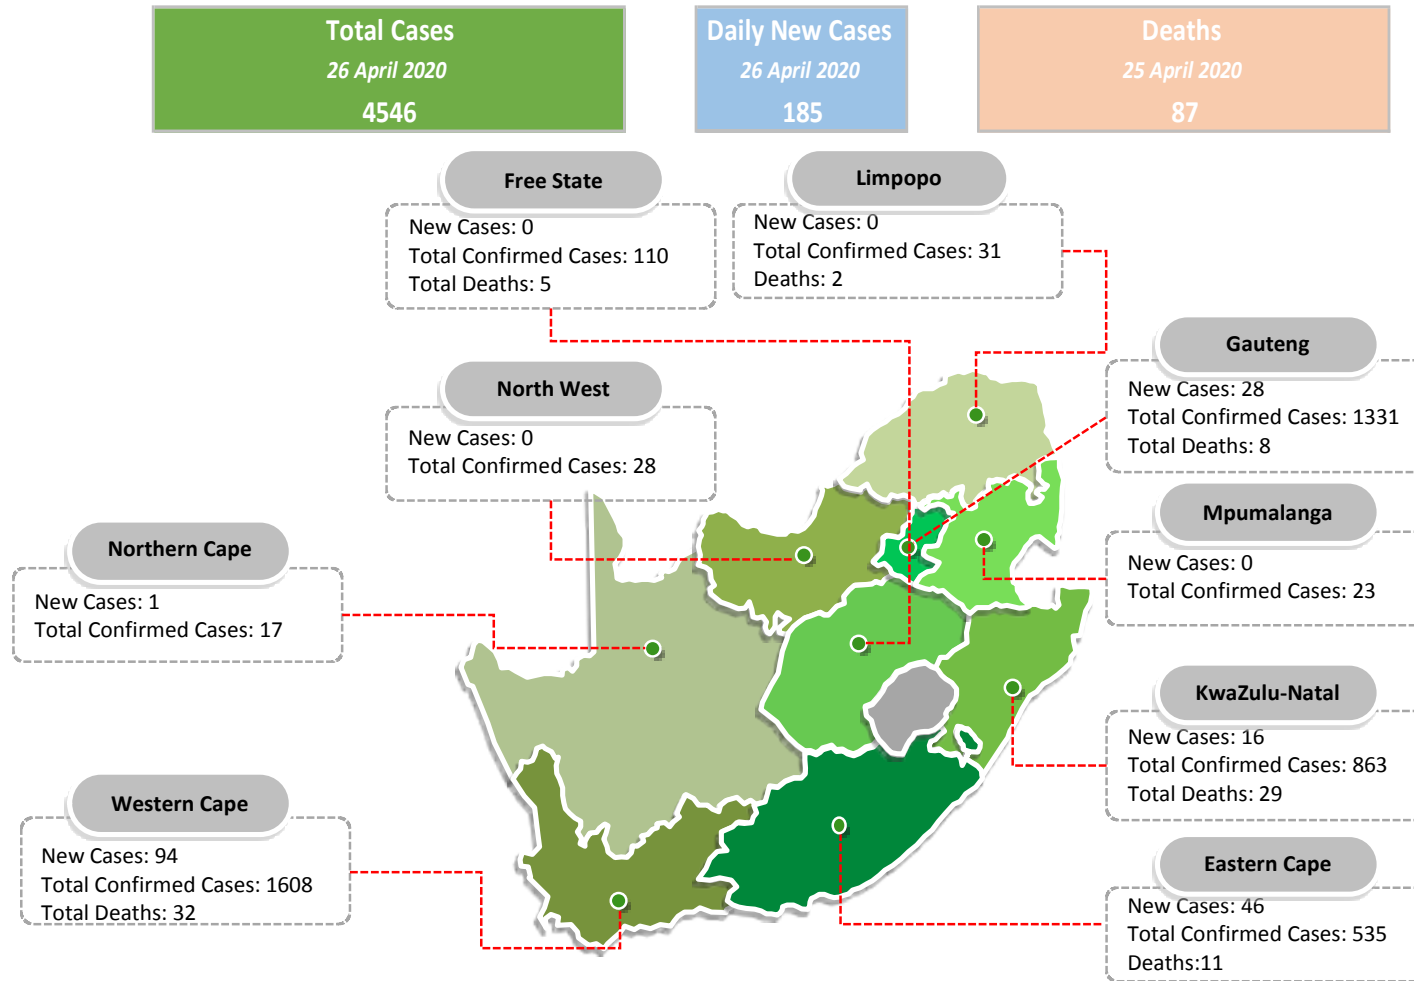 Total Cases
26 April 2020
4546
Daily New Cases
26 April 2020
185
Deaths
25 April 2020
87
Free State
New Cases: 0
Total Confirmed Cases: 110
Total Deaths: 5
Limpopo
New Cases: 0
Total Confirmed Cases: 31
Deaths: 2
Gauteng
New Cases: 28
Total Confirmed Cases: 1331
Total Deaths: 8
North West
New Cases: 0
Total Confirmed Cases: 28
Mpumalanga
New Cases: 0
Total Confirmed Cases: 23
Northern Cape
New Cases: 1
Total Confirmed Cases: 17
KwaZulu-Natal
New Cases: 16
Total Confirmed Cases: 863
Total Deaths: 29
Western Cape
New Cases: 94
Total Confirmed Cases: 1608
Total Deaths: 32
Eastern Cape
New Cases: 46
Total Confirmed Cases: 535
Deaths:11